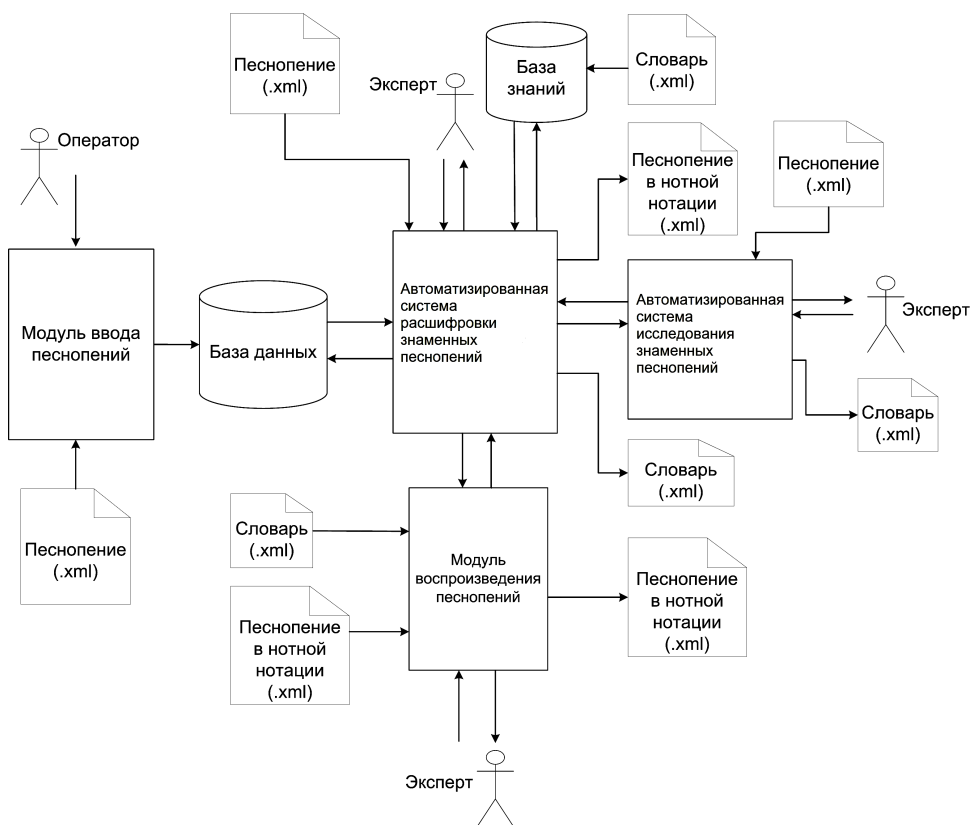 Песнопение
(.xml)
Эксперт
База
знаний
Словарь
(.xml)
Оператор
Песнопение
в нотной
нотации
(.xml)
Песнопение
(.xml)
Модуль ввода
песнопений
База данных
Автоматизированная
система
расшифровки
знаменных
песнопений
Автоматизированная
система
исследования
знаменных
песнопений
Эксперт
Словарь
(.xml)
Словарь
(.xml)
Песнопение
(.xml)
Словарь
(.xml)
Модуль
воспроизведения
песнопений
Песнопение
в нотной
нотации
(.xml)
Песнопение
в нотной
нотации
(.xml)
Эксперт